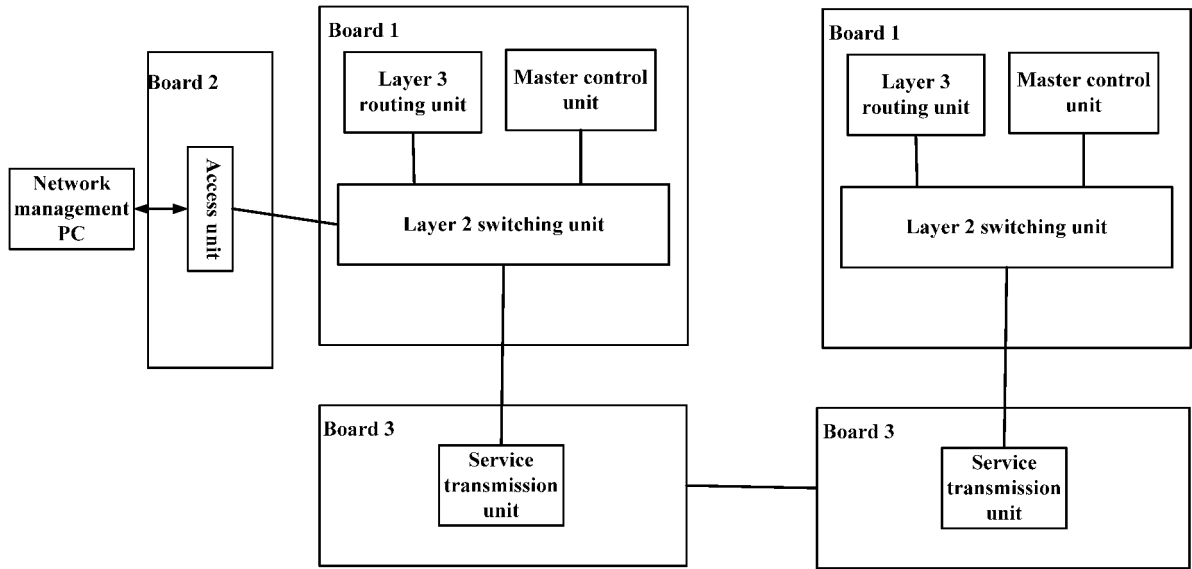 Board 1
Layer 3
routing unit
Master control
unit
Layer 2 switching unit
Board 2
Access unit
Network
management
PC
Board 3
Service
transmission
unit
Board 1
Layer 3
routing unit
Master control
unit
Layer 2 switching unit
Board 3
Service
transmission
unit